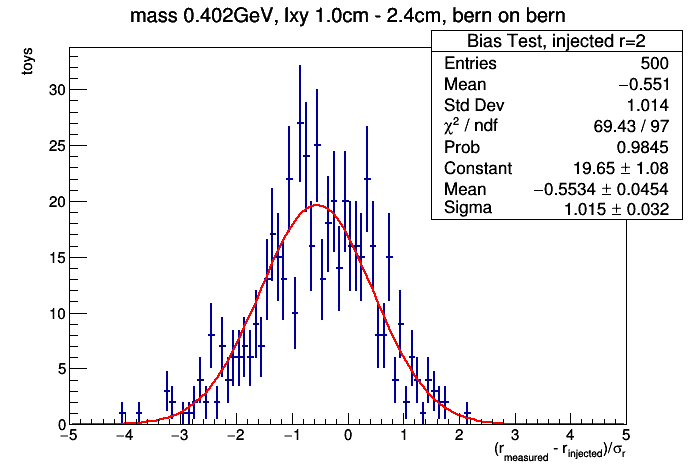 mass 0.402GeV, lxy 1.0cm - 2.4cm, bern on bern
Bias Test, injected r=2
Entries 500
Mean −0.551
Std Dev 1.014
χ² / ndf 69.43 / 97
Prob 0.9845
Constant 19.65 ± 1.08
Mean −0.5534 ± 0.0454
Sigma 1.015 ± 0.032
toys
30
25
20
15
10
5
0
−5 −4 −3 −2 −1 0 1 2 3 4 5
(r_measured - r_injected)/σ_r